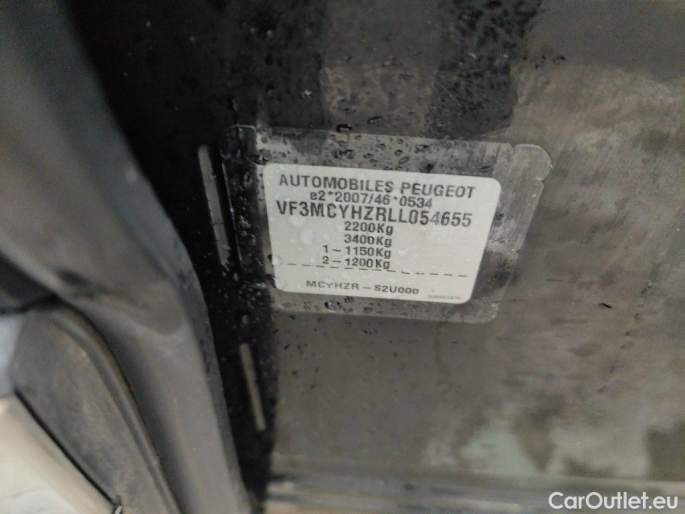 AUTOMOBILES PEUGEOT
e2*2007/46*0534
VF3MCYHZRLL054655
2200Kg
3400Kg
1-1150Kg
2-1200Kg
MCYHZR-S2U000
CarOutlet.eu